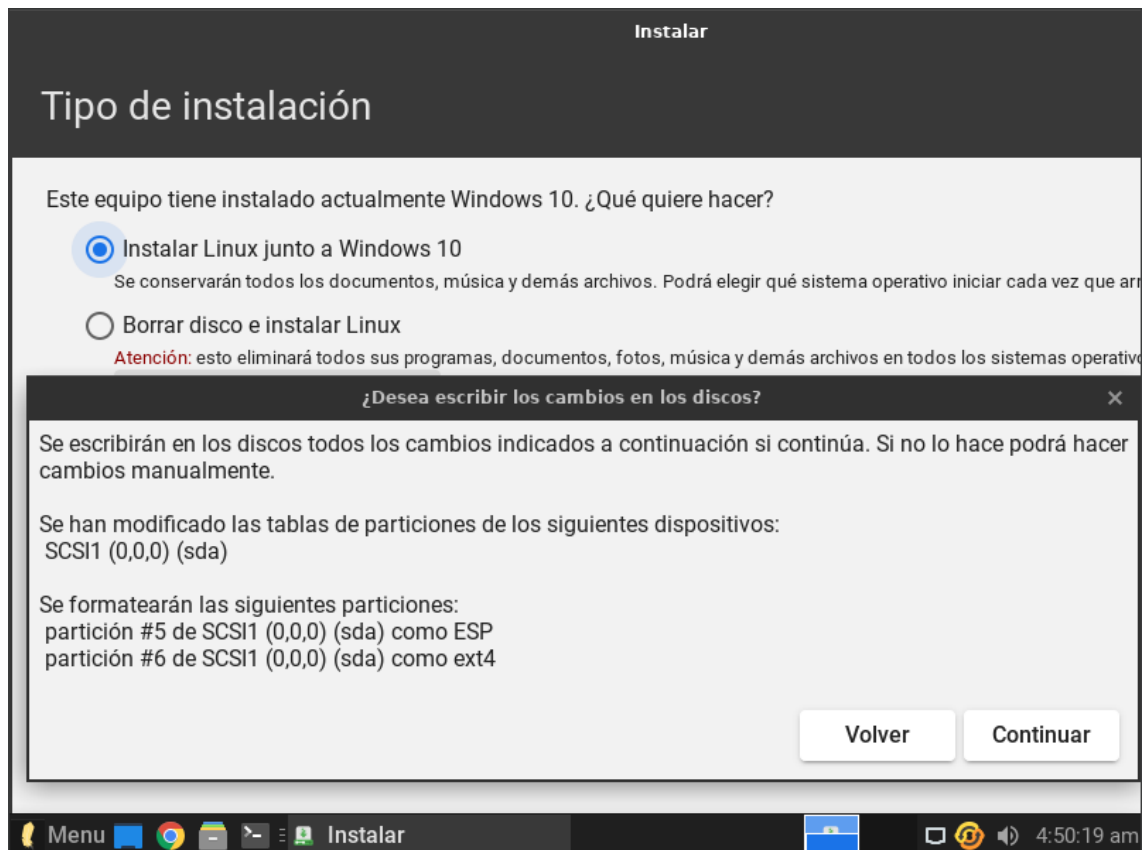 Instalar
Tipo de instalación
Este equipo tiene instalado actualmente Windows 10. ¿Qué quiere hacer?
Instalar Linux junto a Windows 10
Se conservarán todos los documentos, música y demás archivos. Podrá elegir qué sistema operativo iniciar cada vez que
Borrar disco e instalar Linux
Atención: esto eliminará todos sus programas, documentos, fotos, música y demás archivos en todos los sistemas
¿Desea escribir los cambios en los discos?
Se escribirán en los discos todos los cambios indicados a continuación si continúa. Si no lo hace podrá hacer
cambios manualmente.
Se han modificado las tablas de particiones de los siguientes dispositivos:
SCSI1 (0,0,0) (sda)
Se formatearán las siguientes particiones:
partición #5 de SCSI1 (0,0,0) (sda) como ESP
partición #6 de SCSI1 (0,0,0) (sda) como ext4
Volver
Continuar
Menu
Instalar
4:50:19 am